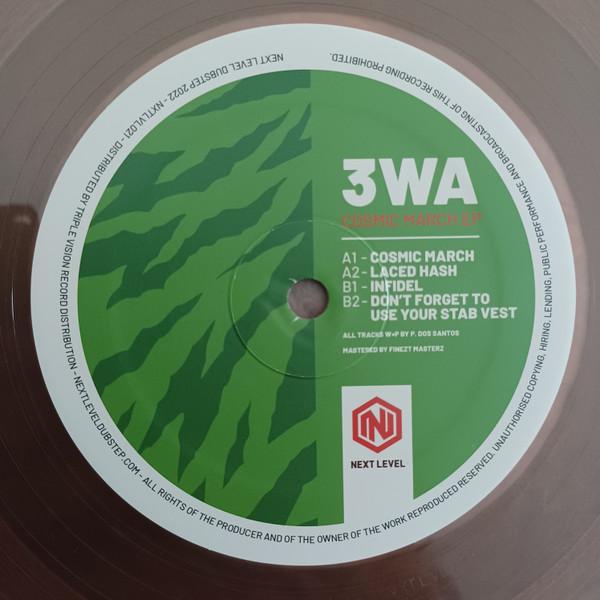 3WA
COSMIC MARCH EP
A1 - COSMIC MARCH
A2 - LACED HASH
B1 - INFIDEL
B2 - DON'T FORGET TO
USE YOUR STAB VEST
ALL TRACKS W+P BY P. DOS SANTOS
MASTERED BY FINEZT MASTERZ
NEXT LEVEL
NEXT LEVEL DUBSTEP 2022 - NXTLVL021 - DISTRIBUTED BY TRIPLE VISION RECORD DISTRIBUTION - NEXTLEVELDUBSTEP.COM - ALL RIGHTS OF THE PRODUCER AND OF THE OWNER OF THE WORK REPRODUCED RESERVED. UNAUTHORISED COPYING, HIRING, LENDING, PUBLIC PERFORMANCE AND BROADCASTING OF THIS RECORDING PROHIBITED.